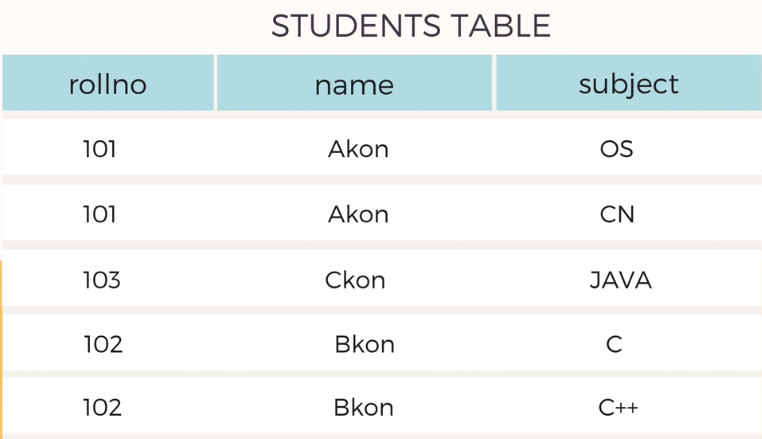 STUDENTS TABLE
rollno name subject
101 Akon OS
101 Akon CN
103 Ckon JAVA
102 Bkon C
102 Bkon C++